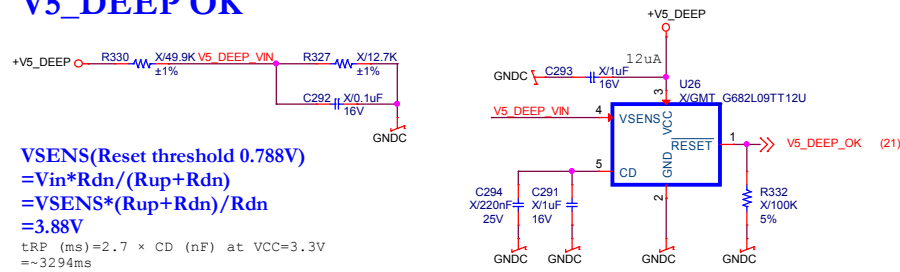 V5_DEEP OK
+V5_DEEP
R330
X/49.9K
±1%
V5_DEEP_VIN
R327
X/12.7K
±1%
C292
X/0.1uF
16V
GNDC
VSENS(Reset threshold 0.788V)
=Vin*Rdn/(Rup+Rdn)
=VSENS*(Rup+Rdn)/Rdn
=3.88V
tRP (ms)=2.7 × CD (nF) at VCC=3.3V
=~3294ms
+V5_DEEP
12uA
GNDC
C293
X/1uF
16V
U26
X/GMT_G682L09TT12U
V5_DEEP_VIN
4
VSENS
3
VCC
RESET
1
V5_DEEP_OK
(21)
5
CD
GND
2
C294
X/220nF
25V
C291
X/1uF
16V
R332
X/100K
5%
GNDC
GNDC
GNDC
GNDC